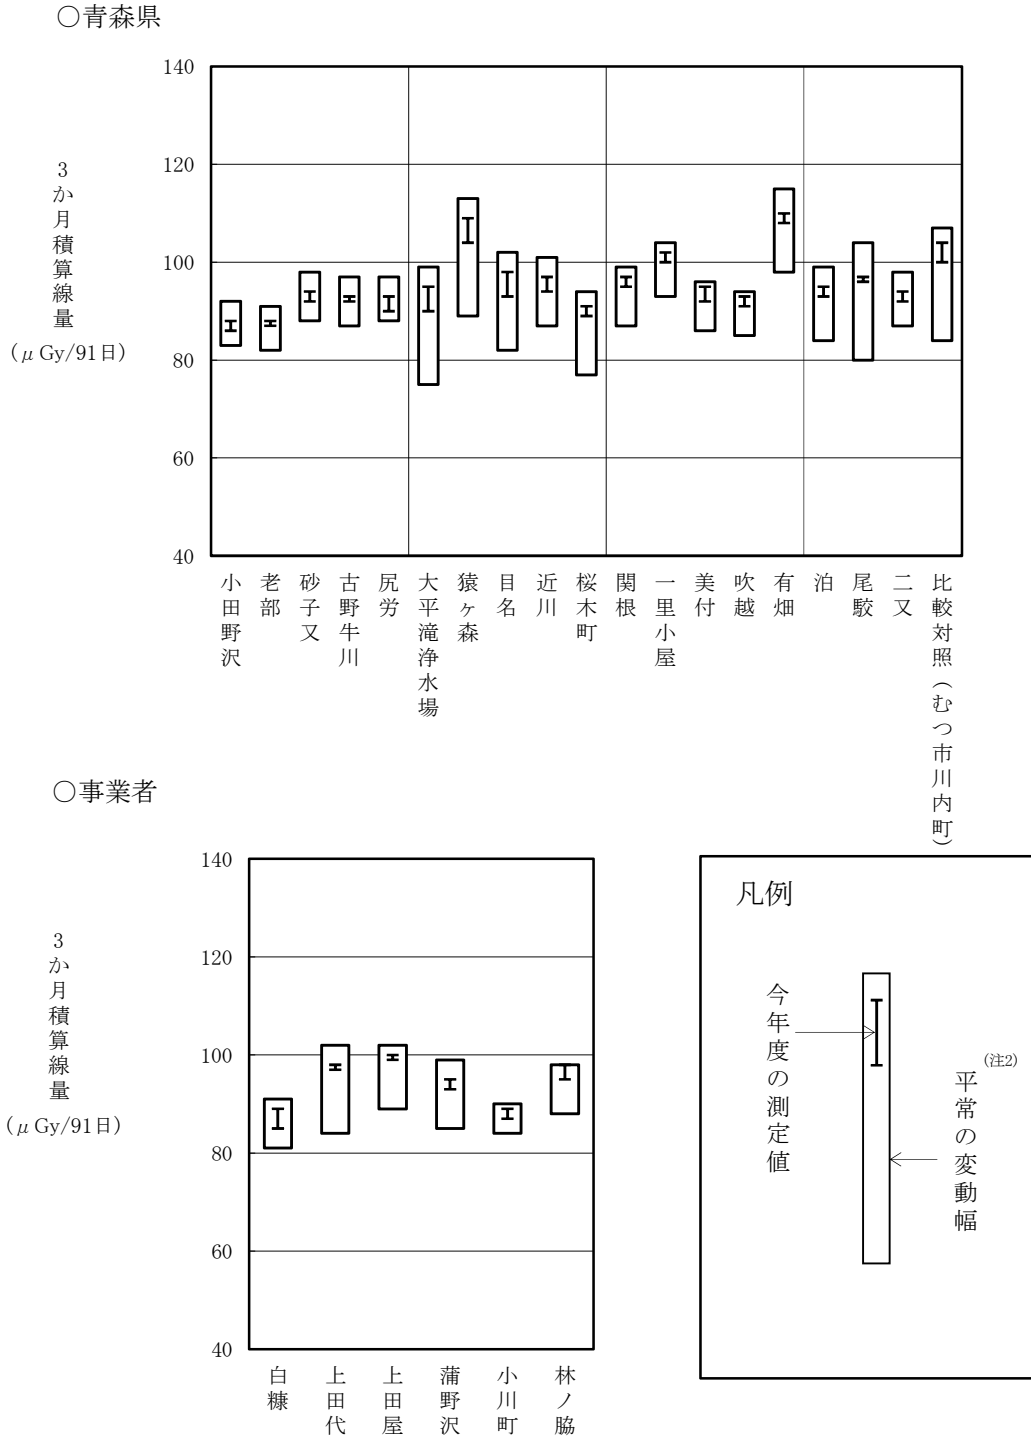 ○青森県
140
120
100
80
60
40
3か月積算線量
(μGy/91日)
小田野沢
老部
砂子又
古野牛川
尻労
大平滝浄水場
猿ヶ森
目名
近川
桜木町
関根
一里小屋
美付
吹越
有畑
泊
尾駮
二又
比較対照(むつ市川内町)
○事業者
140
120
100
80
60
40
3か月積算線量
(μGy/91日)
白糠
上田代
上田屋
蒲野沢
小川町
林ノ脇
凡例
今年度の測定値
平常の変動幅(注2)